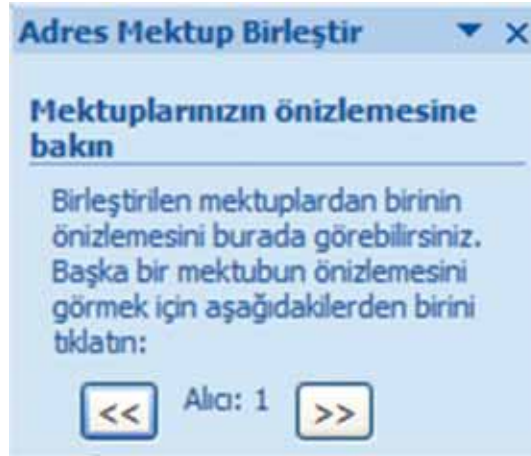 Adres Mektup Birleştir
Mektuplarınızın önizlemesine
bakın
Birleştirilen mektuplardan birinin
önizlemesini burada görebilirsiniz.
Başka bir mektubun önizlemesini
görmek için aşağıdakilerden birini
tıklatın:
<< Alıcı: 1 >>